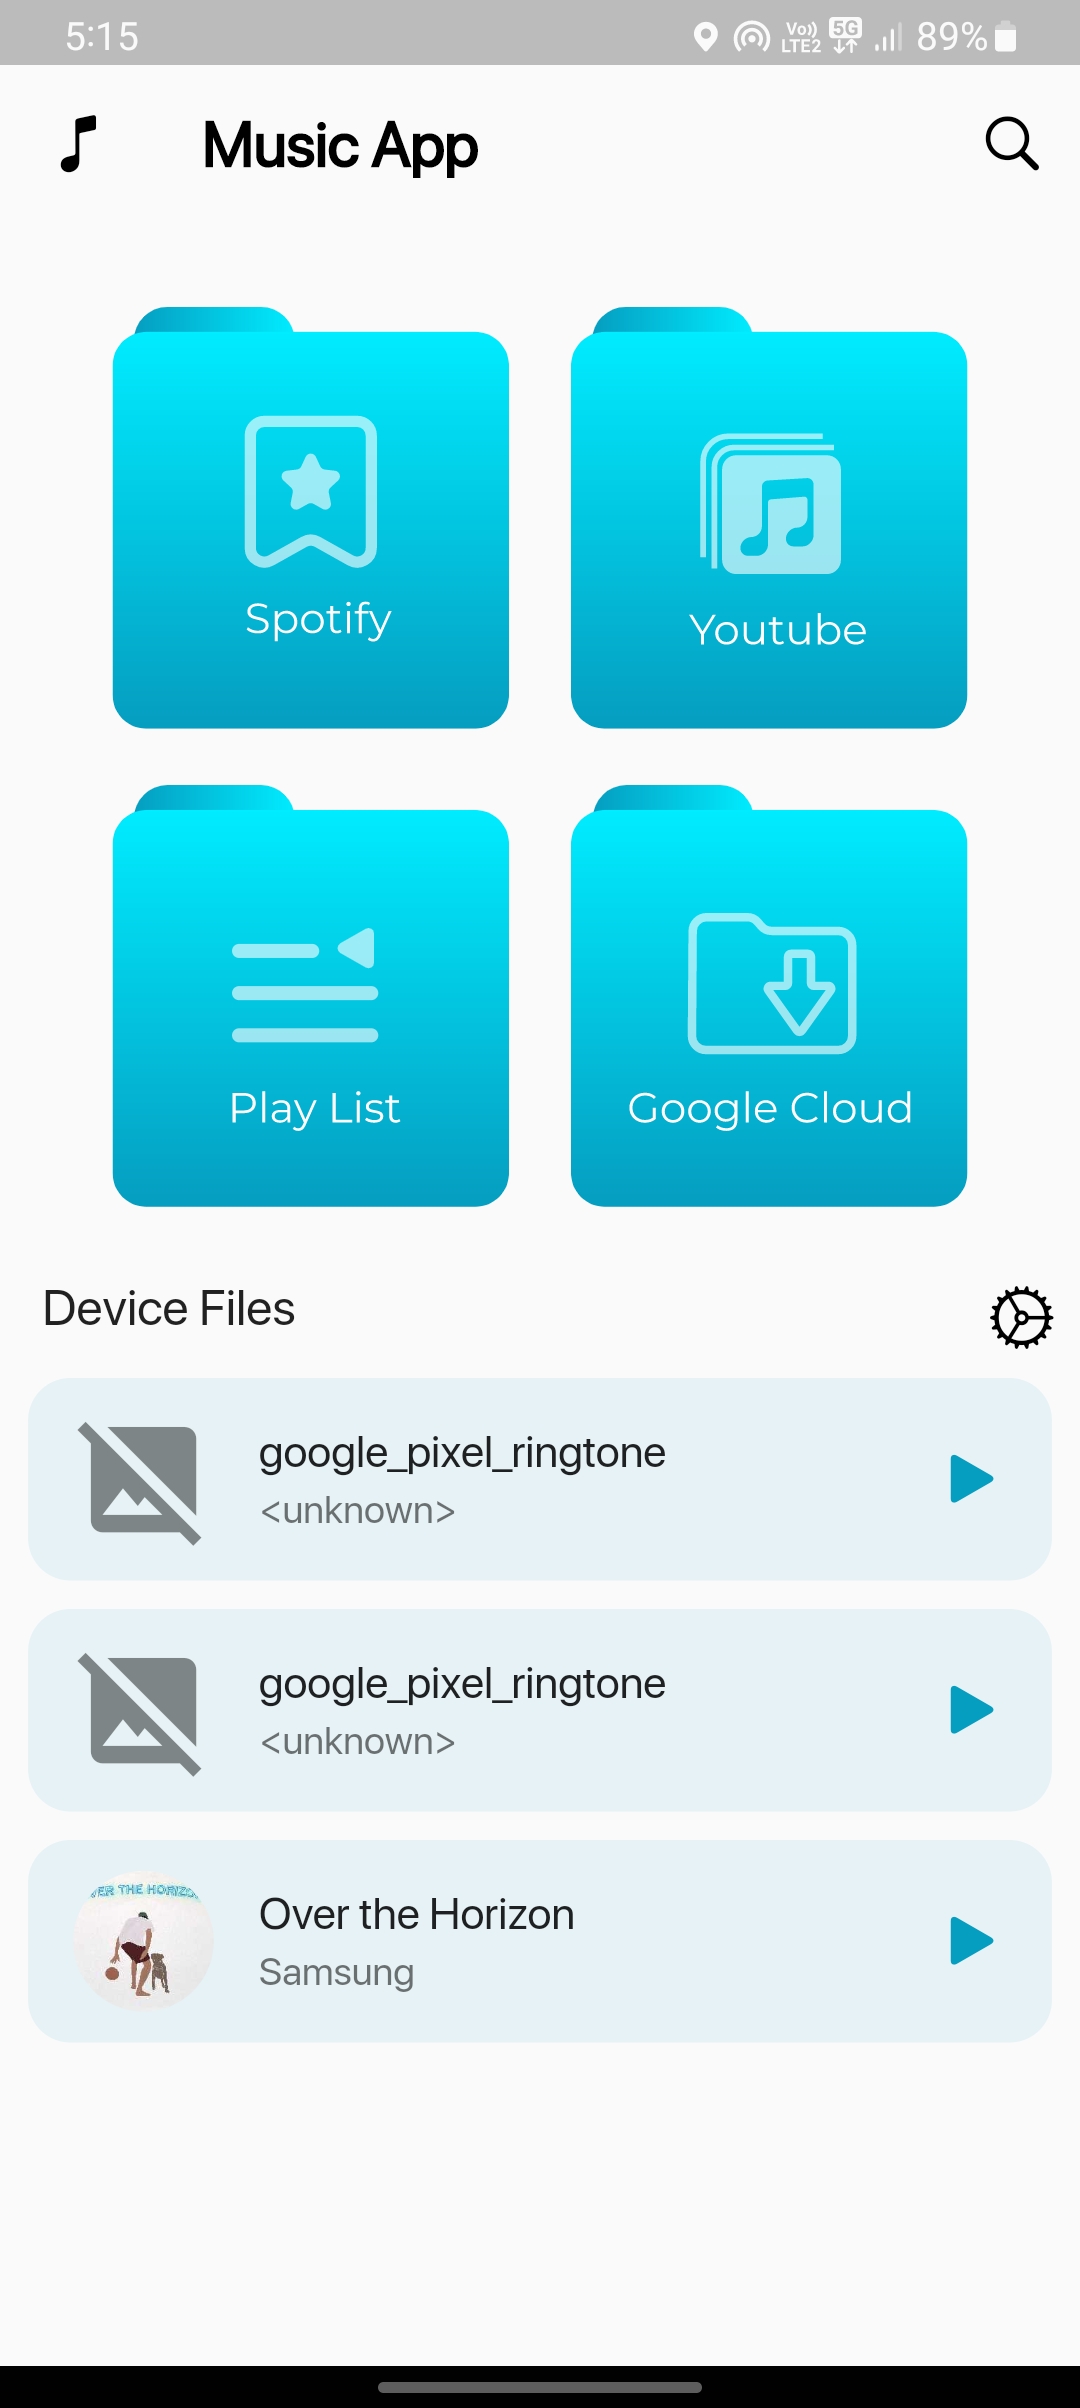 5:15
Vo)) LTE2 5G 89%
Music App
Spotify
Youtube
Play List
Google Cloud
Device Files
google_pixel_ringtone
<unknown>
google_pixel_ringtone
<unknown>
VER THE HORIZO
Over the Horizon
Samsung